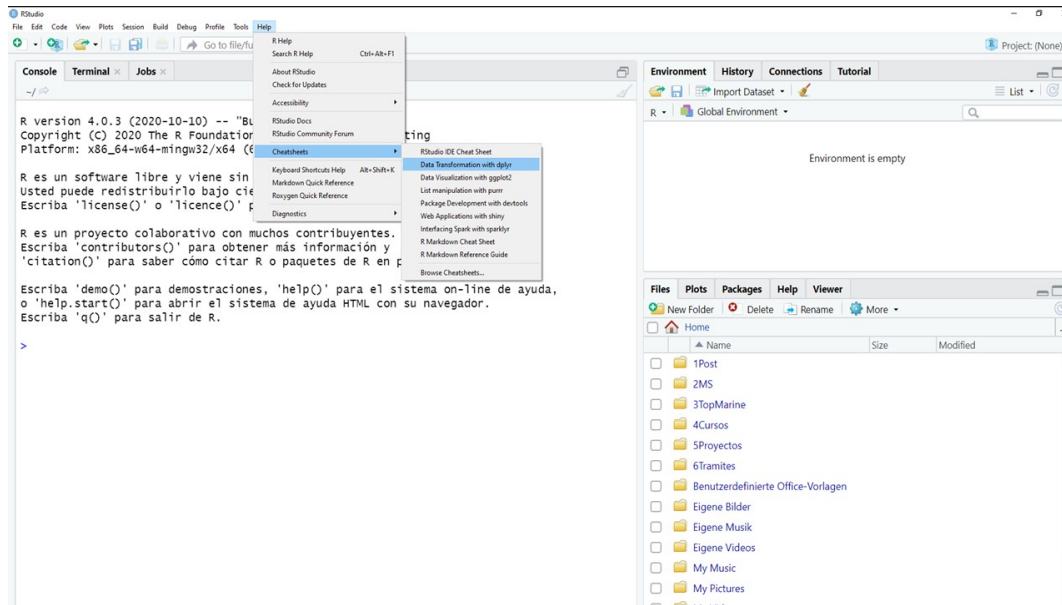 RStudio
File Edit Code View Plots Session Build Debug Profile Tools Help
Go to file/fu
Project: (None)
R Help
Search R Help Ctrl+Alt+F1
About RStudio
Check for Updates
Accessibility
RStudio Docs
RStudio Community Forum
Cheatsheets
Keyboard Shortcuts Help Alt+Shift+K
Markdown Quick Reference
Roxygen Quick Reference
Diagnostics
RStudio IDE Cheat Sheet
Data Transformation with dplyr
Data Visualization with ggplot2
List manipulation with purrr
Package Development with devtools
Web Applications with shiny
Interfacing Spark with sparklyr
R Markdown Cheat Sheet
R Markdown Reference Guide
Browse Cheatsheets...
Console Terminal Jobs
~/
R version 4.0.3 (2020-10-10) -- "Bu
Copyright (C) 2020 The R Foundation ting
Platform: x86_64-w64-mingw32/x64 (6
R es un software libre y viene sin
Usted puede redistribuirlo bajo cie
Escriba 'license()' o 'licence()' p
R es un proyecto colaborativo con muchos contribuyentes.
Escriba 'contributors()' para obtener más información y
'citation()' para saber cómo citar R o paquetes de R en p
Escriba 'demo()' para demostraciones, 'help()' para el sistema on-line de ayuda,
o 'help.start()' para abrir el sistema de ayuda HTML con su navegador.
Escriba 'q()' para salir de R.
>
Environment History Connections Tutorial
Import Dataset List
R Global Environment
Environment is empty
Files Plots Packages Help Viewer
New Folder Delete Rename More
Home
Name Size Modified
1Post
2MS
3TopMarine
4Cursos
5Proyectos
6Tramites
Benutzerdefinierte Office-Vorlagen
Eigene Bilder
Eigene Musik
Eigene Videos
My Music
My Pictures